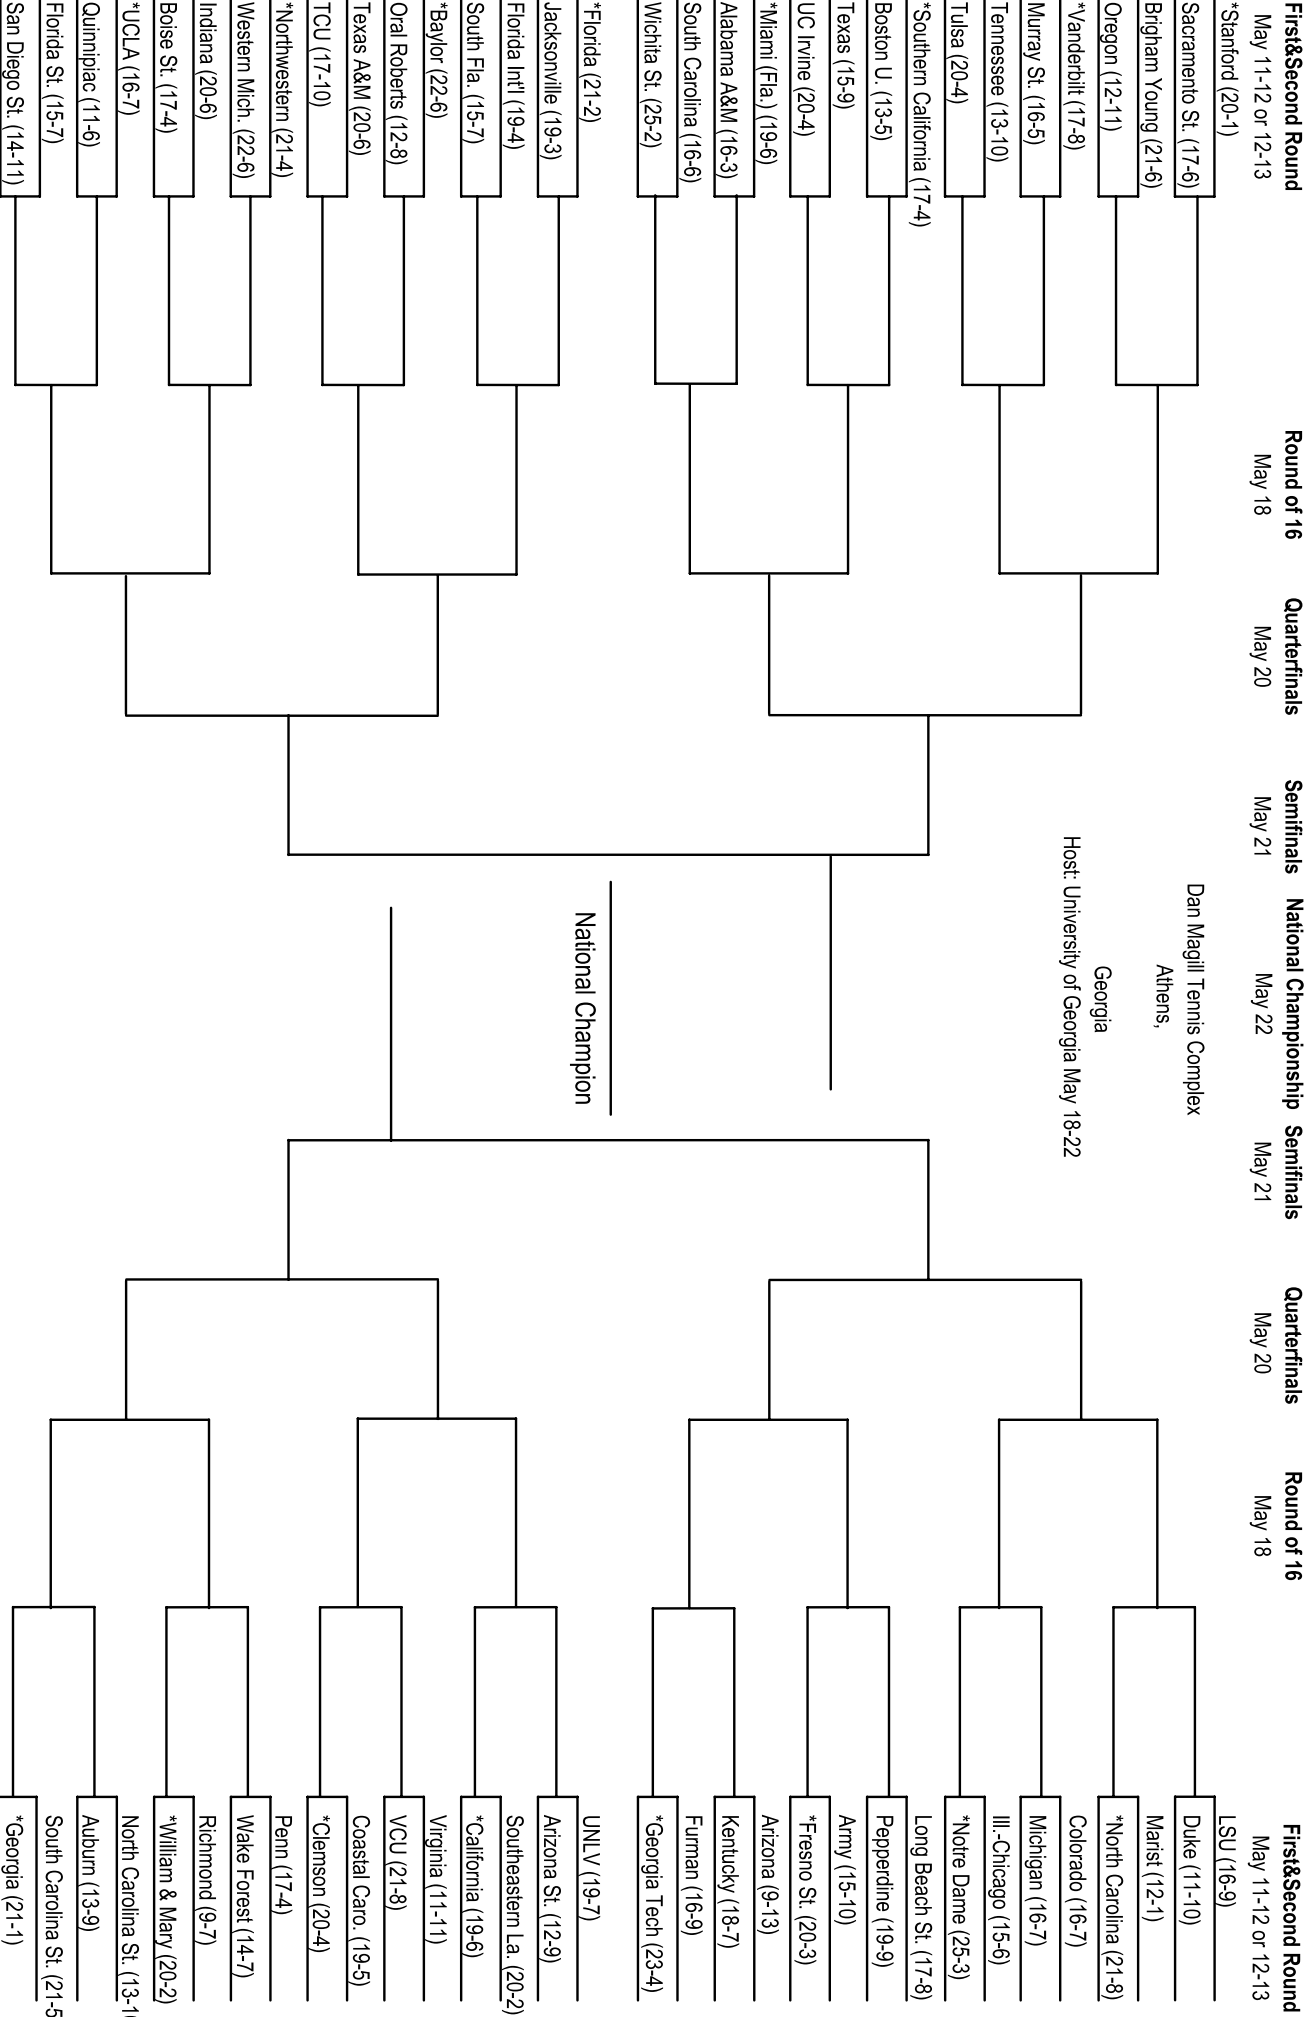 First&Second Round
May 11-12 or 12-13
Round of 16
May 18
Quarterfinals
May 20
Semifinals
May 21
National Championship
May 22
Semifinals
May 21
Quarterfinals
May 20
Round of 16
May 18
First&Second Round
May 11-12 or 12-13
*Stanford (20-1)
Sacramento St. (17-6)
Brigham Young (21-6)
Oregon (12-11)
*Vanderbilt (17-8)
Murray St. (16-5)
Tennessee (13-10)
Tulsa (20-4)
*Southern California (17-4)
Boston U. (13-5)
Texas (15-9)
UC Irvine (20-4)
*Miami (Fla.) (19-6)
Alabama A&M (16-3)
South Carolina (16-6)
Wichita St. (25-2)
*Florida (21-2)
Jacksonville (19-3)
Florida Int'l (19-4)
South Fla. (15-7)
*Baylor (22-6)
Oral Roberts (12-8)
Texas A&M (20-6)
TCU (17-10)
*Northwestern (21-4)
Western Mich. (22-6)
Indiana (20-6)
Boise St. (17-4)
*UCLA (16-7)
Quinnipiac (11-6)
Florida St. (15-7)
San Diego St. (14-11)
Dan Magill Tennis Complex
Athens,
Georgia
Host: University of Georgia May 18-22
National Champion
LSU (16-9)
Duke (11-10)
Marist (12-1)
*North Carolina (21-8)
Colorado (16-7)
Michigan (16-7)
Ill.-Chicago (15-6)
*Notre Dame (25-3)
Long Beach St. (17-8)
Pepperdine (19-9)
Army (15-10)
*Fresno St. (20-3)
Arizona (9-13)
Kentucky (18-7)
Furman (16-9)
*Georgia Tech (23-4)
UNLV (19-7)
Arizona St. (12-9)
Southeastern La. (20-2)
*California (19-6)
Virginia (11-11)
VCU (21-8)
Coastal Caro. (19-5)
*Clemson (20-4)
Penn (17-4)
Wake Forest (14-7)
Richmond (9-7)
*William & Mary (20-2)
North Carolina St.
Auburn (13-9)
South Carolina St. (21-5
*Georgia (21-1)